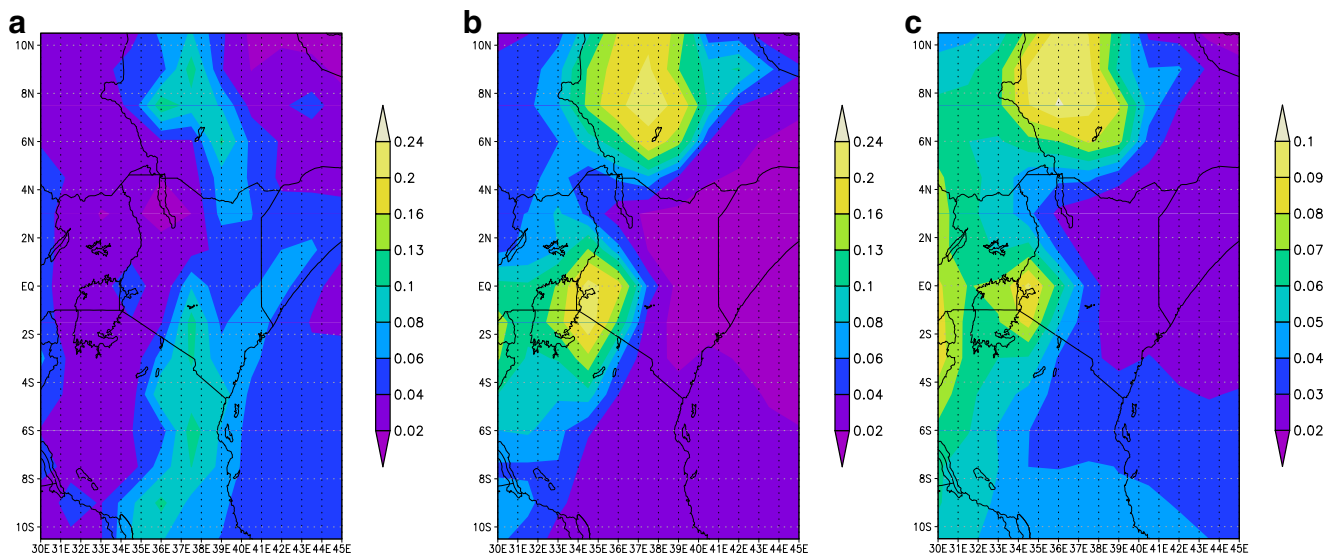 a
b
c
10N
8N
6N
4N
2N
EQ
2S
4S
6S
8S
10S
30E 31E 32E 33E 34E 35E 36E 37E 38E 39E 40E 41E 42E 43E 44E 45E
0.24
0.2
0.16
0.13
0.1
0.08
0.06
0.04
0.02
10N
8N
6N
4N
2N
EQ
2S
4S
6S
8S
10S
30E 31E 32E 33E 34E 35E 36E 37E 38E 39E 40E 41E 42E 43E 44E 45E
0.24
0.2
0.16
0.13
0.1
0.08
0.06
0.04
0.02
10N
8N
6N
4N
2N
EQ
2S
4S
6S
8S
10S
30E 31E 32E 33E 34E 35E 36E 37E 38E 39E 40E 41E 42E 43E 44E 45E
0.1
0.09
0.08
0.07
0.06
0.05
0.04
0.03
0.02